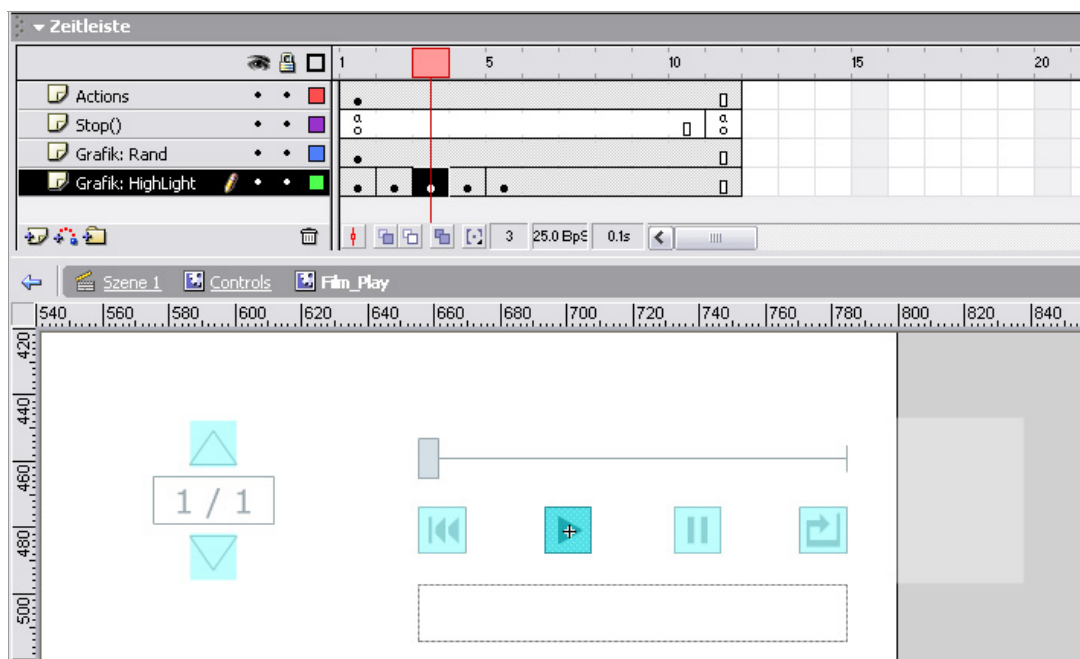 Zeitleiste
1 5 10 15 20
Actions
Stop()
a a
Grafik: Rand
Grafik: HighLight
3 25.0 BpS 0.1s
Szene 1 Controls Film_Play
540 560 580 600 620 640 660 680 700 720 740 760 780 800 820 840
420
440
460
1 / 1
480
500